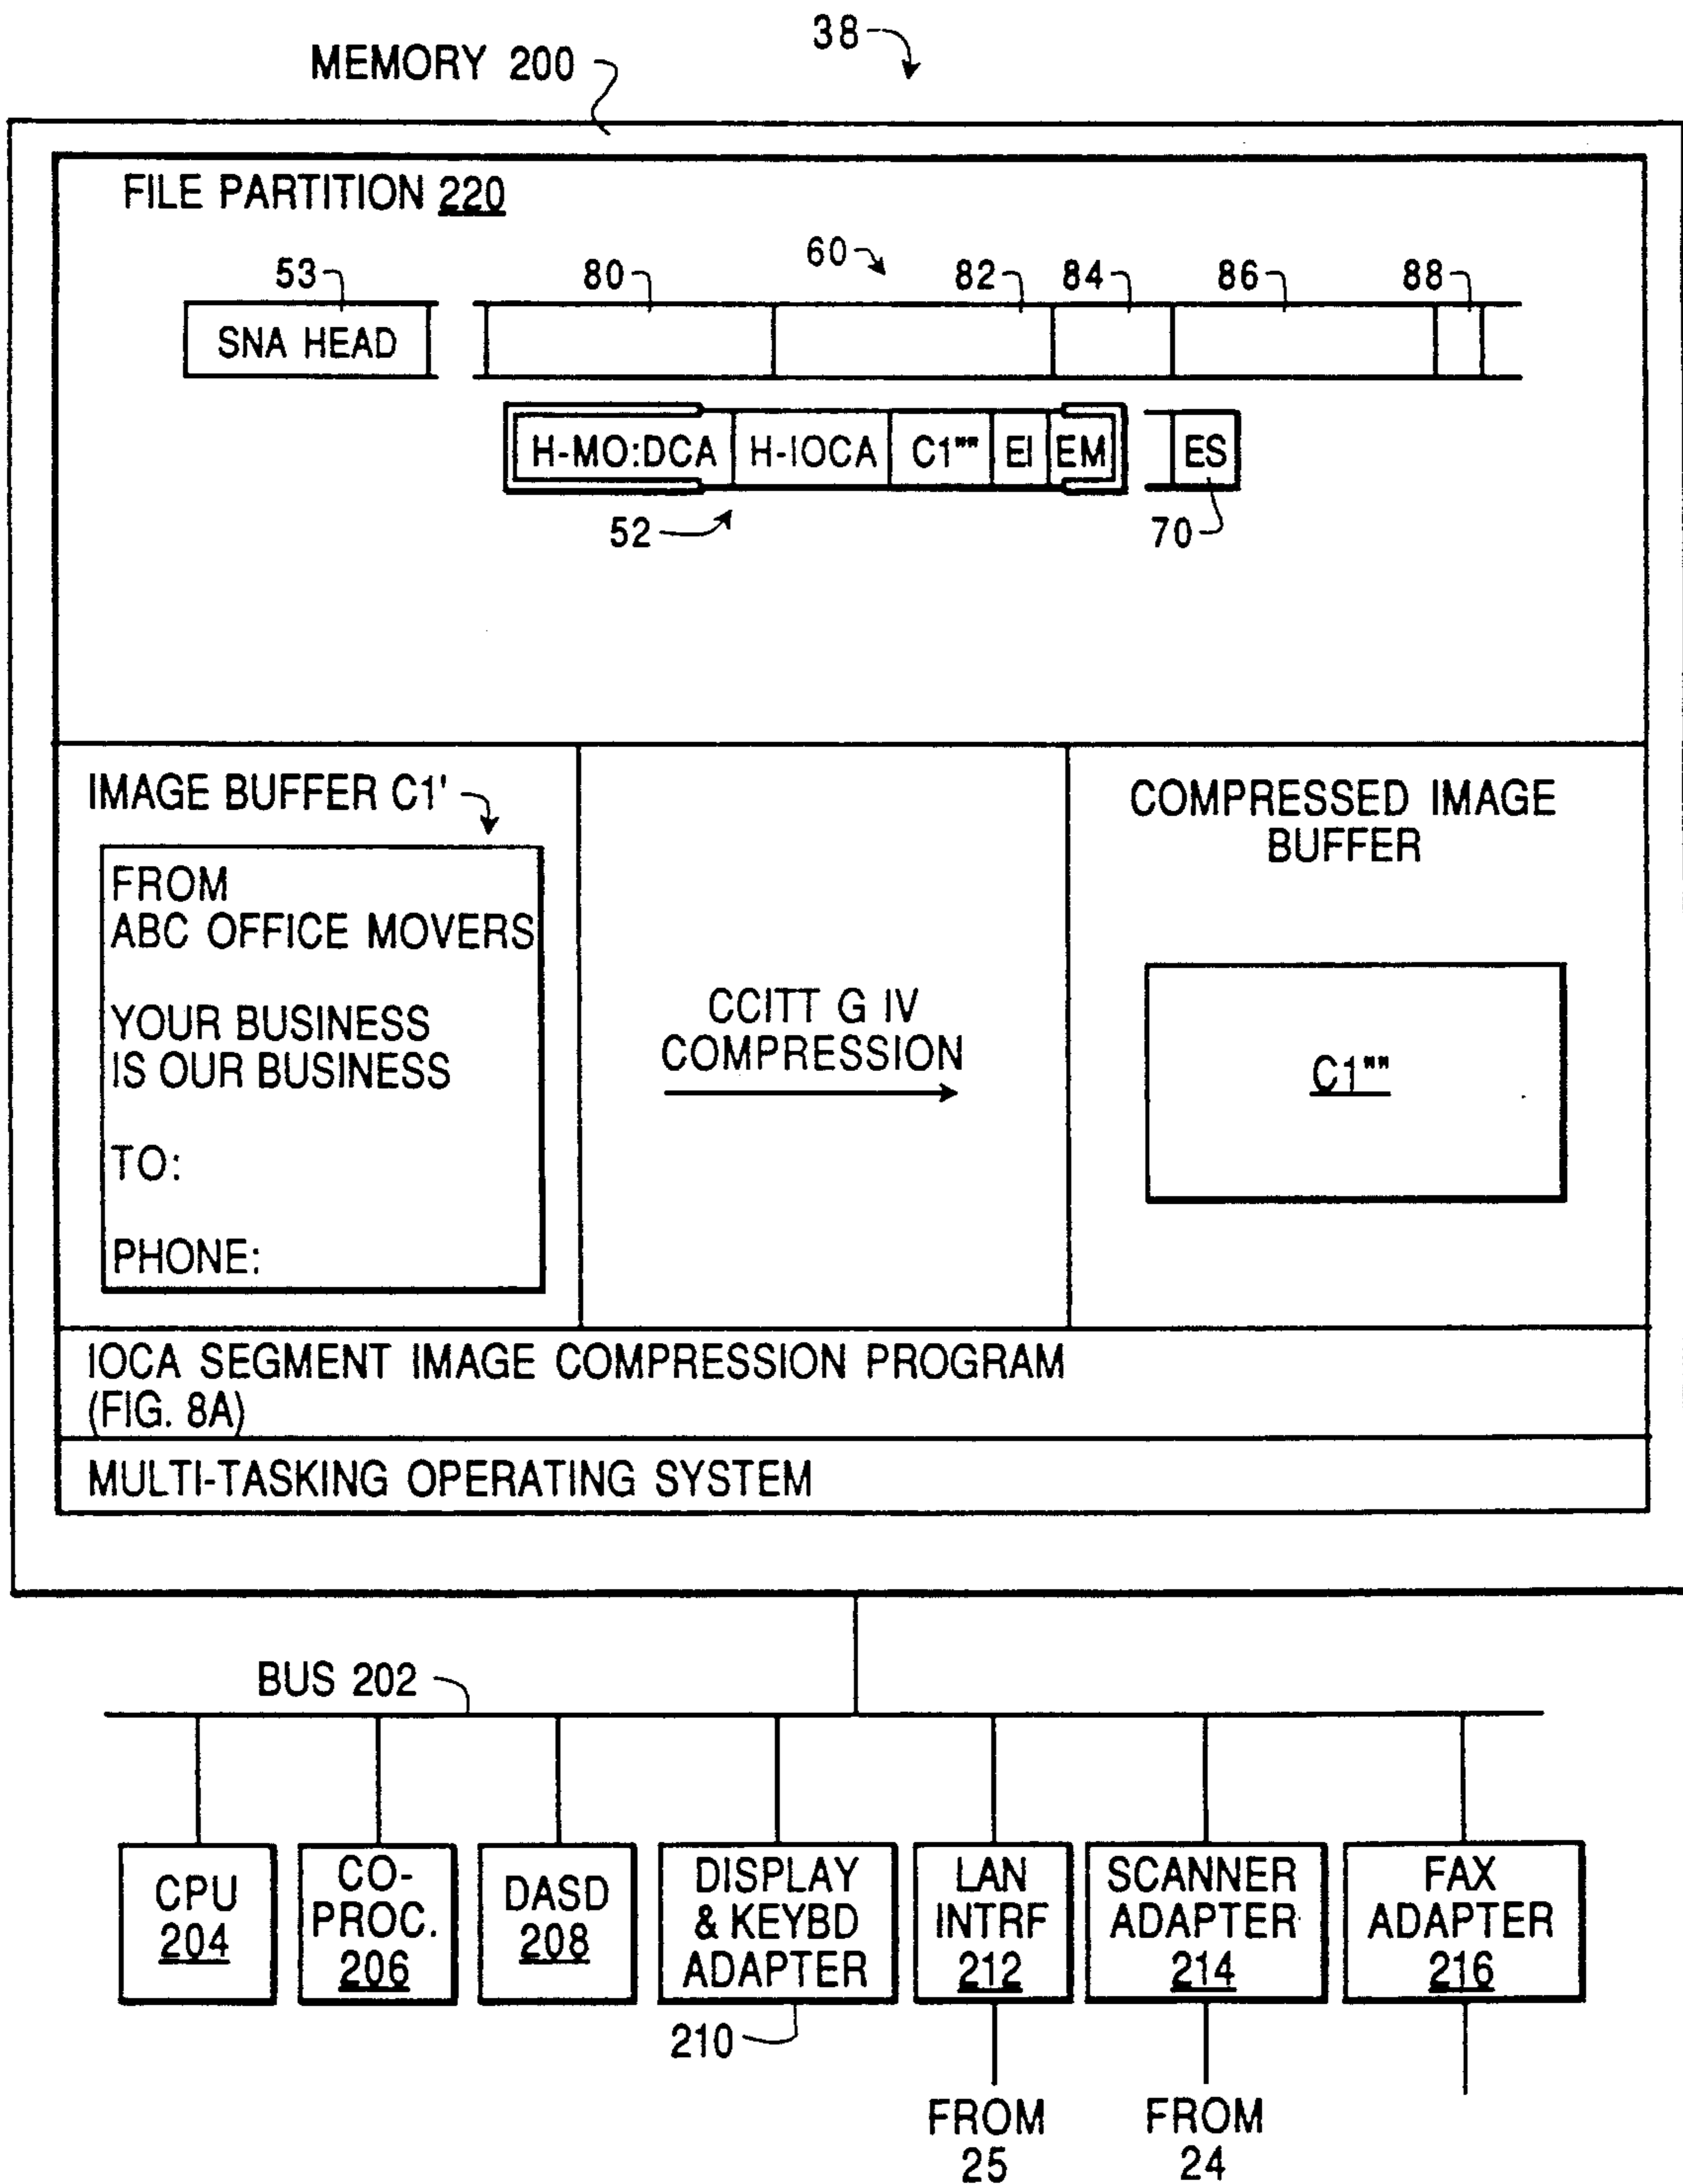 38
MEMORY 200
FILE PARTITION 220
60
53 80 82 84 86 88
SNA HEAD
H-MO:DCA H-IOCA C1"" EI EM ES
52 70
IMAGE BUFFER C1'
FROM
ABC OFFICE MOVERS
YOUR BUSINESS
IS OUR BUSINESS
TO:
PHONE:
CCITT G IV
COMPRESSION
COMPRESSED IMAGE
BUFFER
C1""
IOCA SEGMENT IMAGE COMPRESSION PROGRAM
(FIG. 8A)
MULTI-TASKING OPERATING SYSTEM
BUS 202
CPU
204
CO-
PROC.
206
DASD
208
DISPLAY
& KEYBD
ADAPTER
210
LAN
INTRF
212
SCANNER
ADAPTER
214
FAX
ADAPTER
216
FROM
25
FROM
24